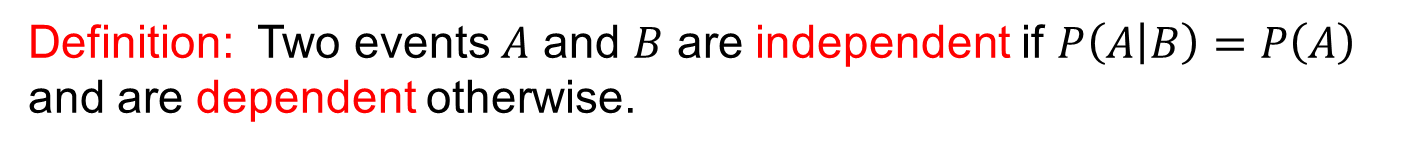 Definition: Two events A and B are independent if P(A|B) = P(A)
and are dependent otherwise.